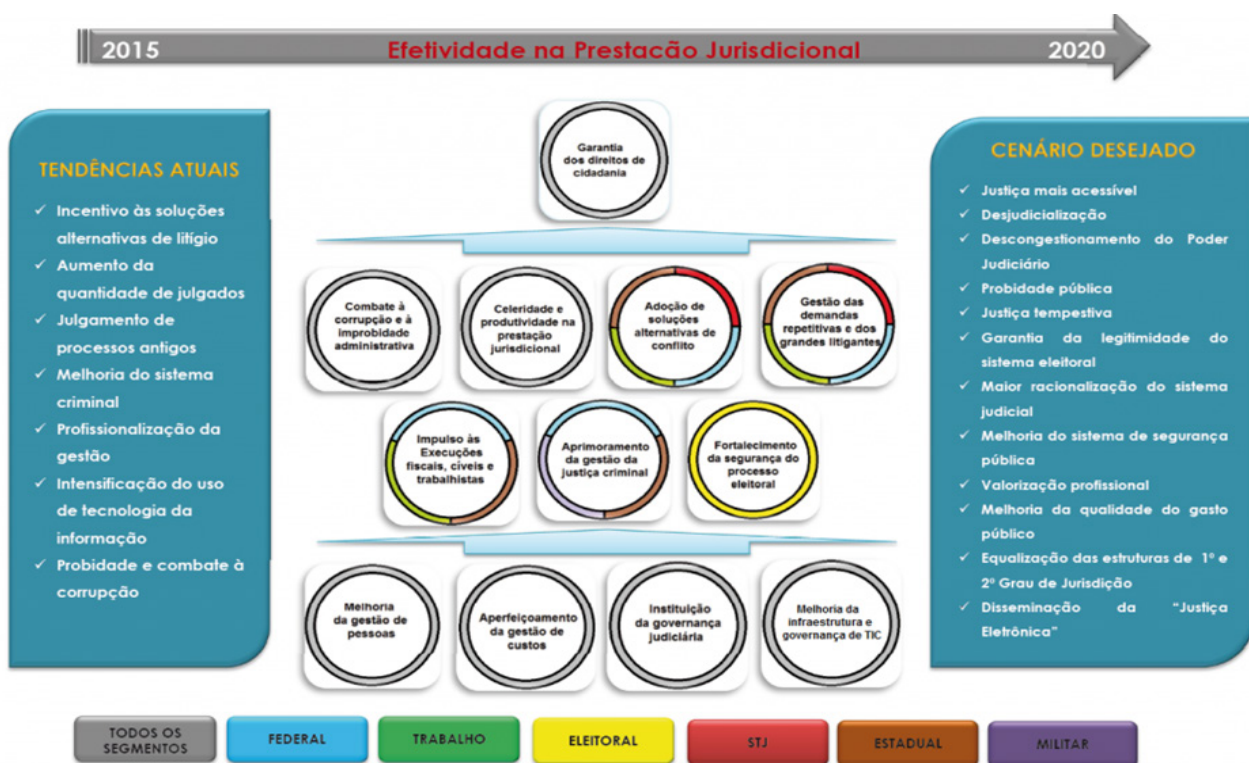 2015
Efetividade na Prestacão Jurisdicional
2020
TENDÊNCIAS ATUAIS
✓ Incentivo às soluções
alternativas de litígio
✓ Aumento da
quantidade de julgados
✓ Julgamento de
processos antigos
✓ Melhoria do sistema
criminal
✓ Profissionalização da
gestão
✓ Intensificação do uso
de tecnologia da
informação
✓ Probidade e combate à
corrupção
Garantia
dos direitos de
cidadania
Combate à
corrupção e à
improbidade
administrativa
Celeridade e
produtividade na
prestação
jurisdicional
Adoção de
soluções
alternativas de
conflito
Gestão das
demandas
repetitivas e dos
grandes litigantes
Impulso às
Execuções
fiscais, cíveis e
trabalhistas
Aprimoramento
da gestão da
justiça criminal
Fortalecimento
da segurança do
processo
eleitoral
Melhoria
da gestão de
pessoas
Aperfeiçoamento
da gestão de
custos
Instituição
da governança
judiciária
Melhoria da
infraestrutura e
governança de TIC
CENÁRIO DESEJADO
✓ Justiça mais acessível
✓ Desjudicialização
✓ Descongestionamento do Poder
Judiciário
✓ Probidade pública
✓ Justiça tempestiva
✓ Garantia da legitimidade do
sistema eleitoral
✓ Maior racionalização do sistema
judicial
✓ Melhoria do sistema de segurança
pública
✓ Valorização profissional
✓ Melhoria da qualidade do gasto
público
✓ Equalização das estruturas de 1º e
2º Grau de Jurisdição
✓ Disseminação da "Justiça
Eletrônica"
TODOS OS
SEGMENTOS
FEDERAL
TRABALHO
ELEITORAL
STJ
ESTADUAL
MILITAR